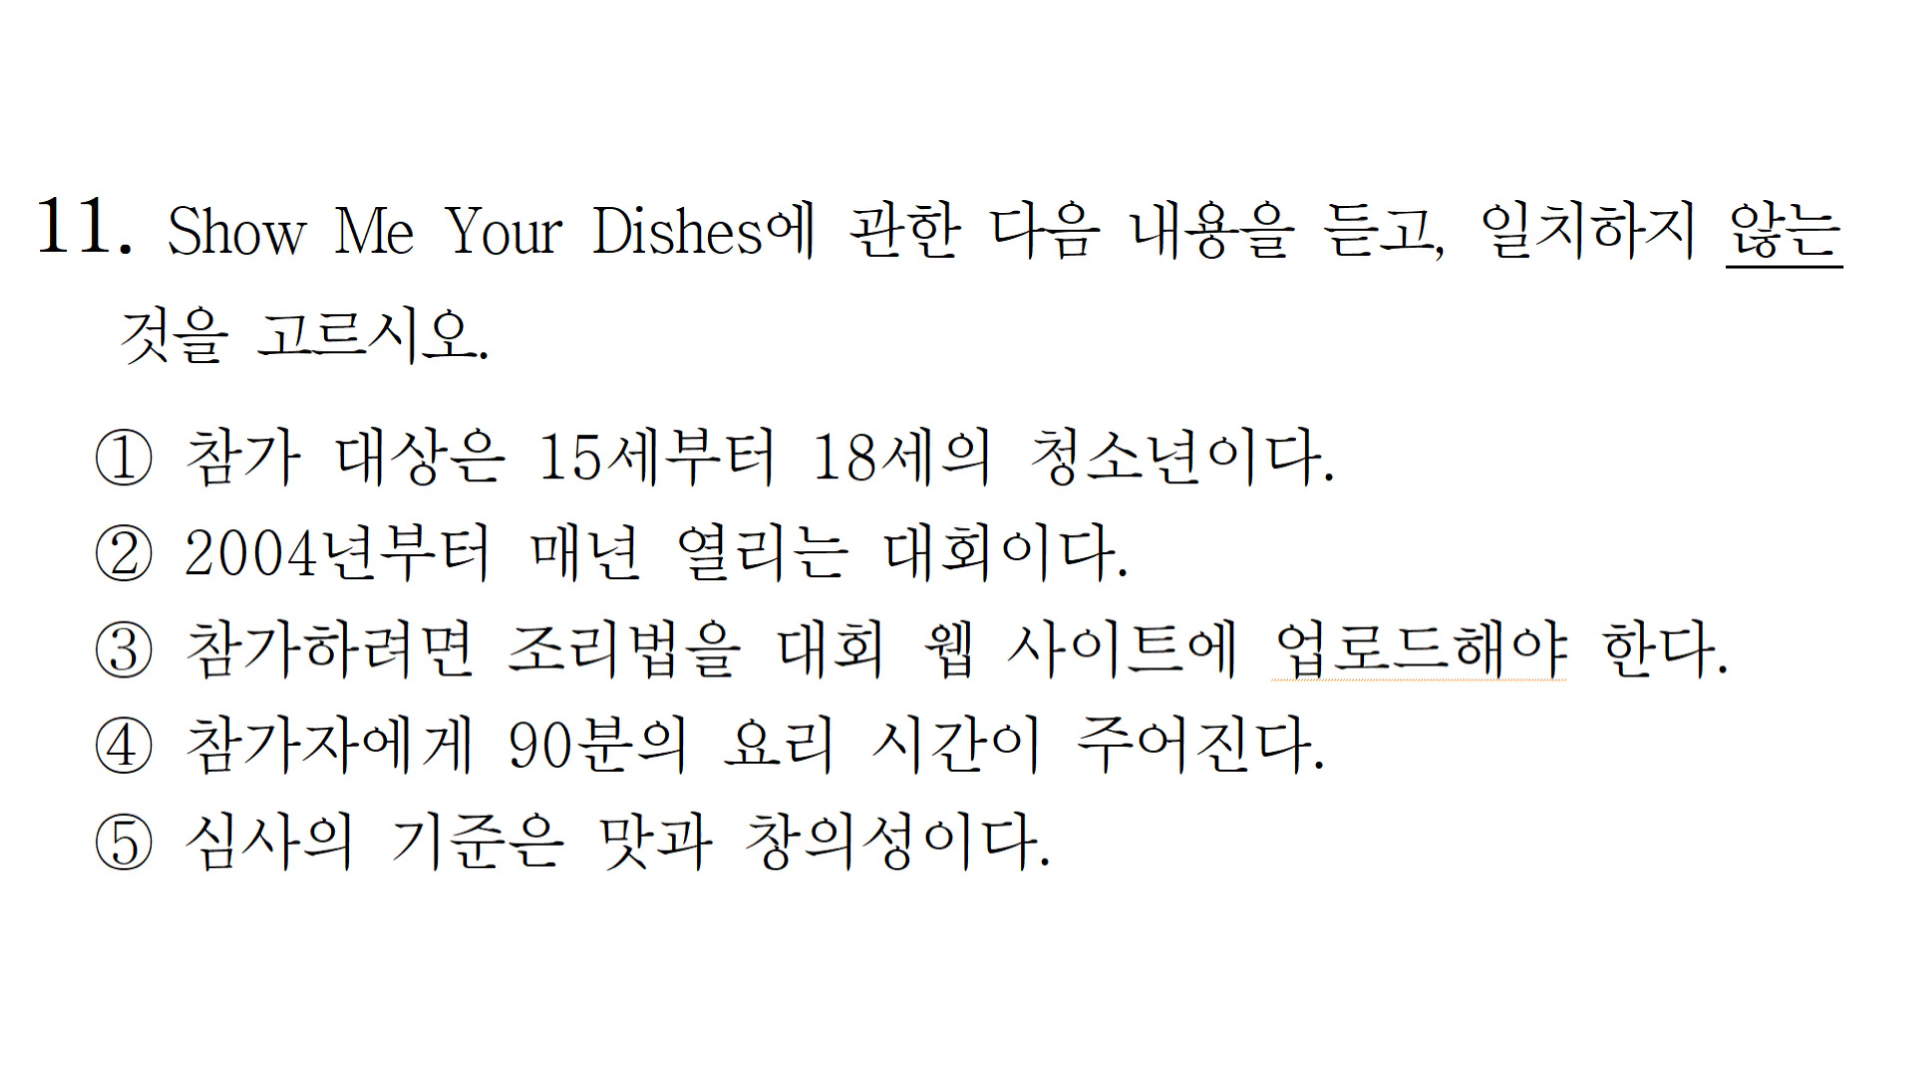 11. Show Me Your Dishes에 관한 다음 내용을 듣고, 일치하지 않는
것을 고르시오.
① 참가 대상은 15세부터 18세의 청소년이다.
② 2004년부터 매년 열리는 대회이다.
③ 참가하려면 조리법을 대회 웹 사이트에 업로드해야 한다.
④ 참가자에게 90분의 요리 시간이 주어진다.
⑤ 심사의 기준은 맛과 창의성이다.